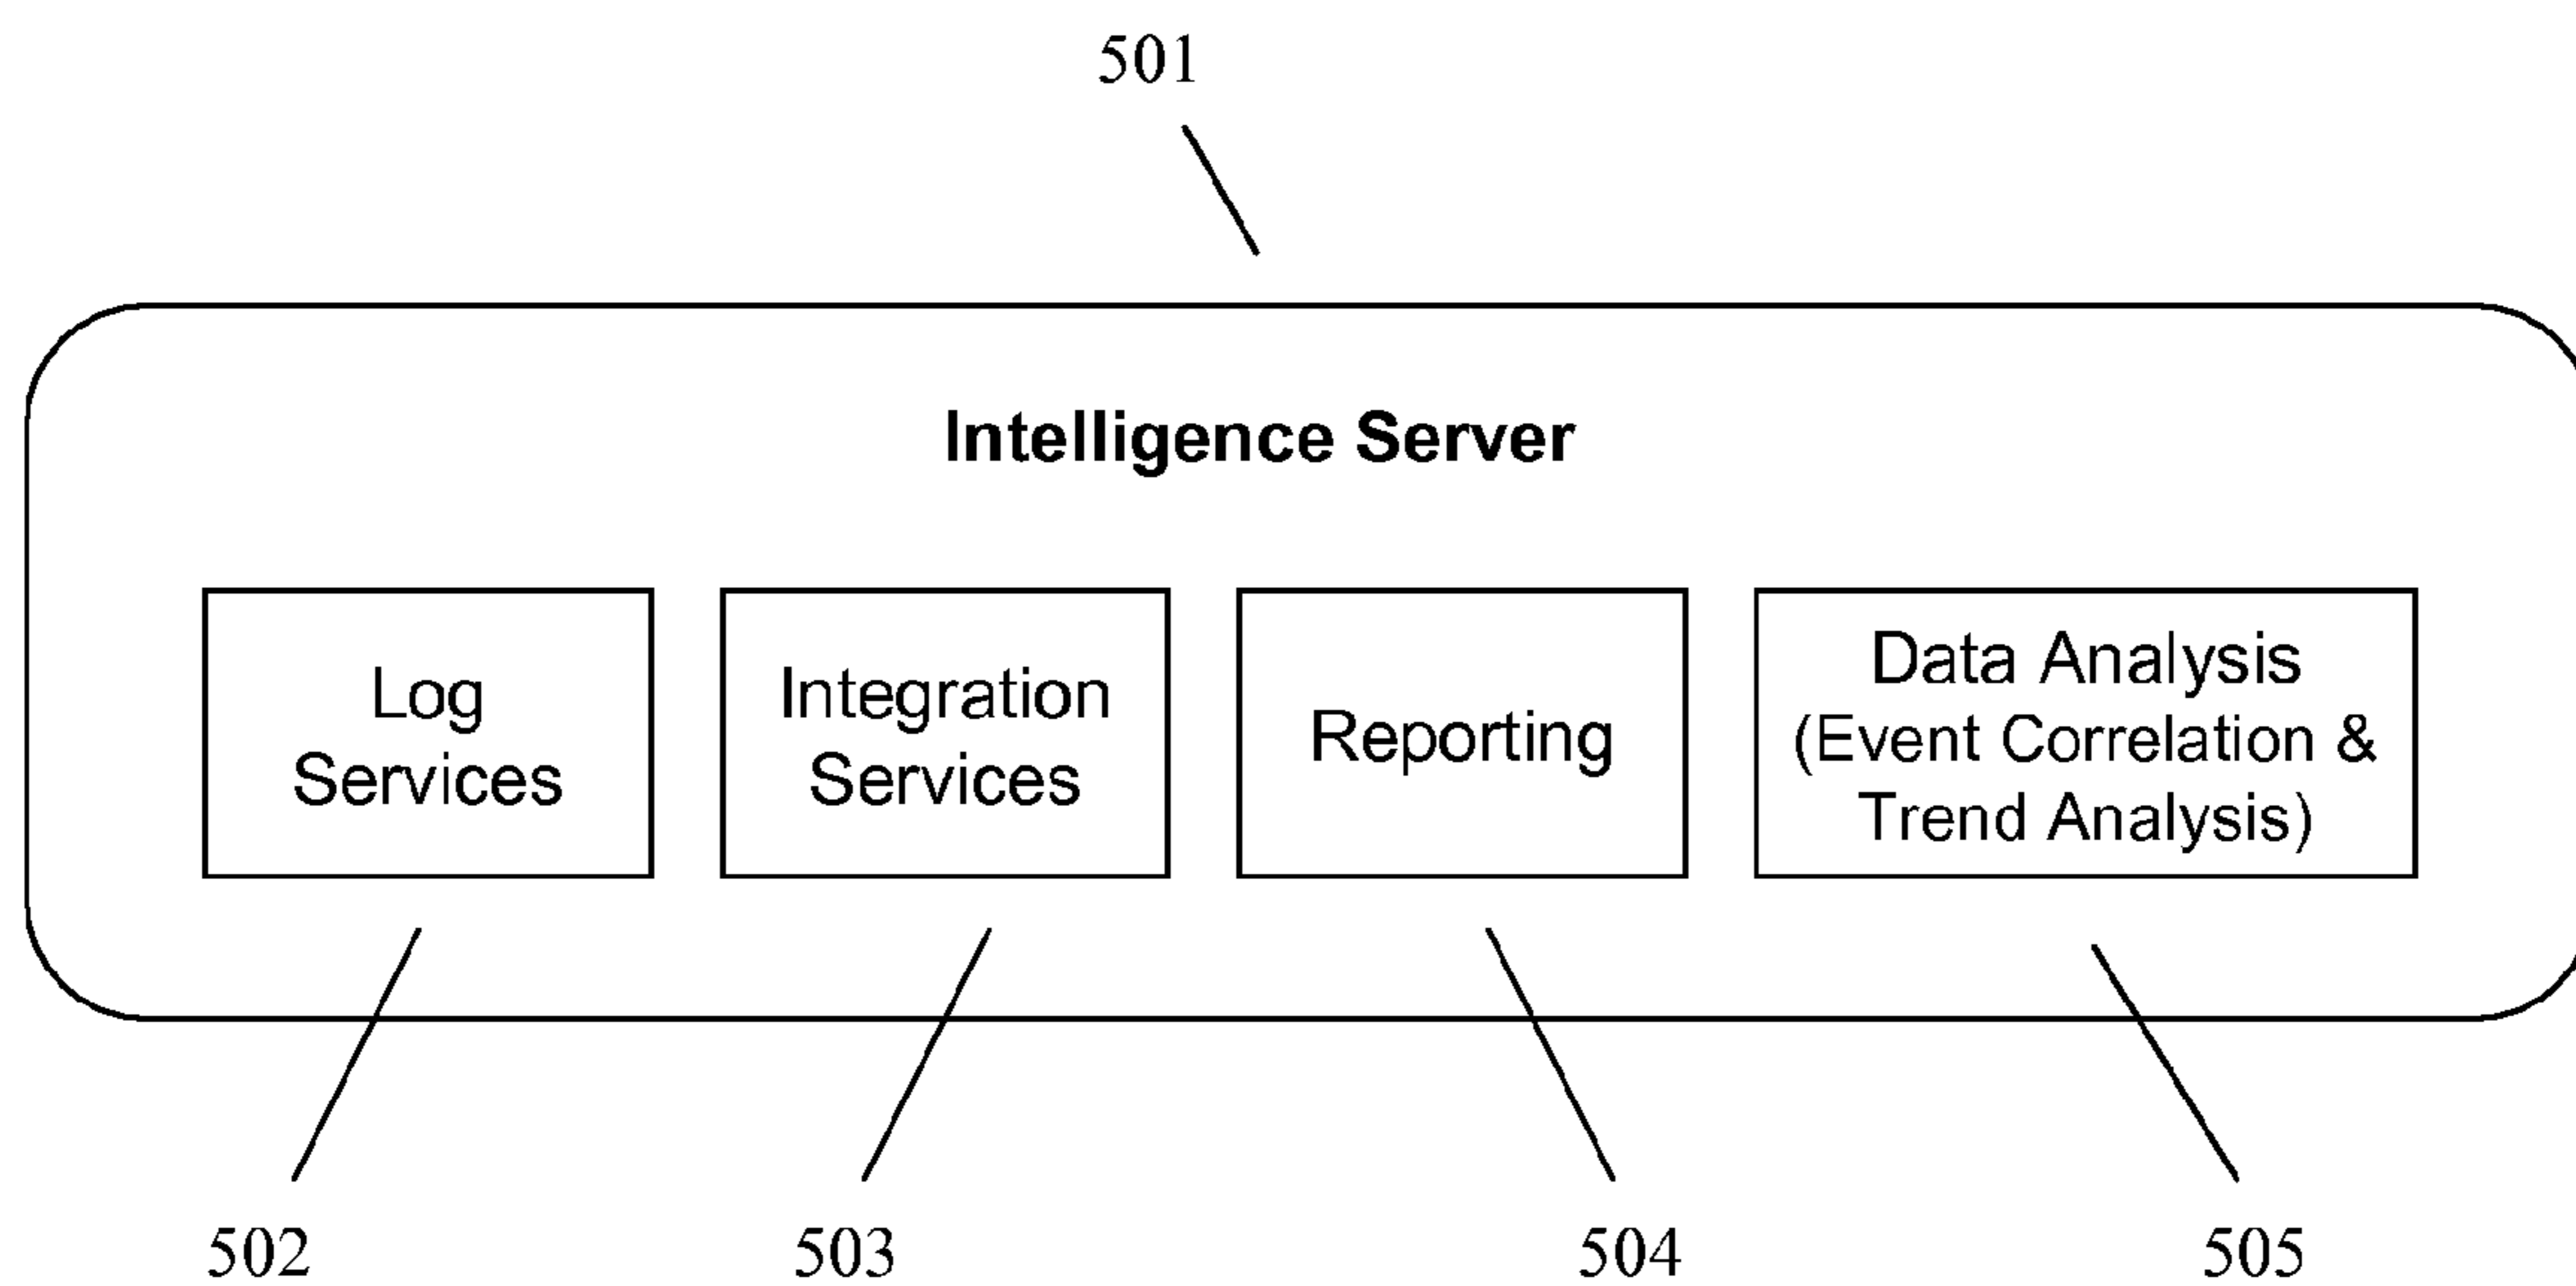 501
Intelligence Server
Log
Services
Integration
Services
Reporting
Data Analysis
(Event Correlation &
Trend Analysis)
502
503
504
505